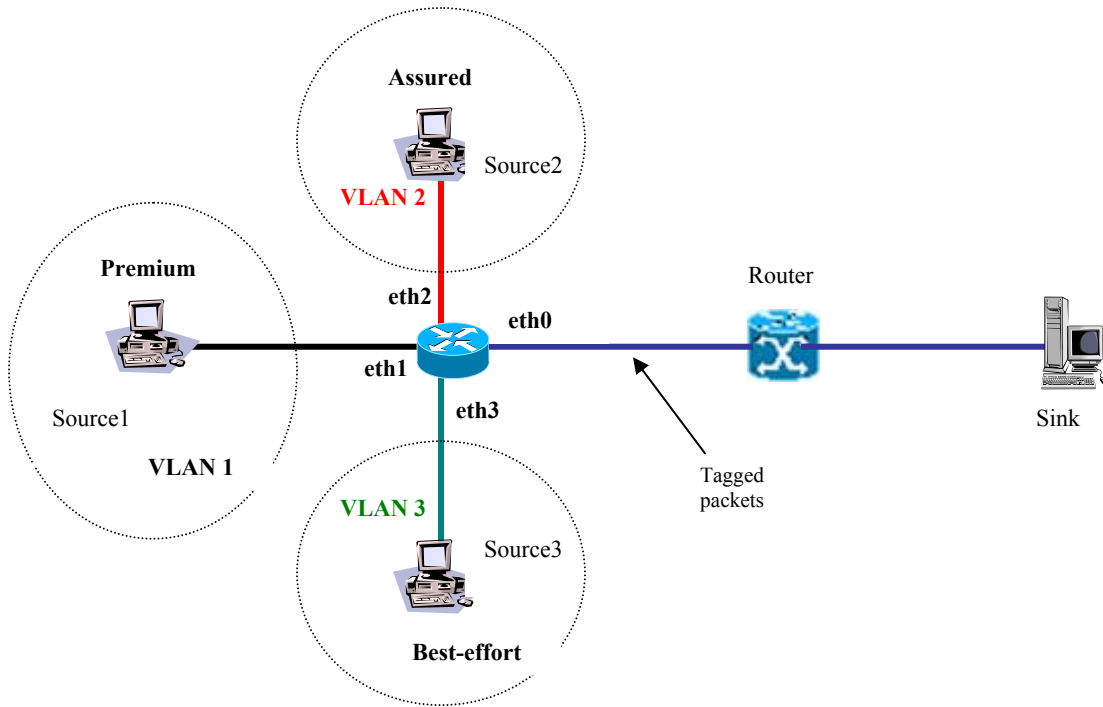 Assured
Source2
VLAN 2
Premium
Router
eth2
eth0
eth1
eth3
Source1
Sink
VLAN 1
Tagged
packets
VLAN 3
Source3
Best-effort